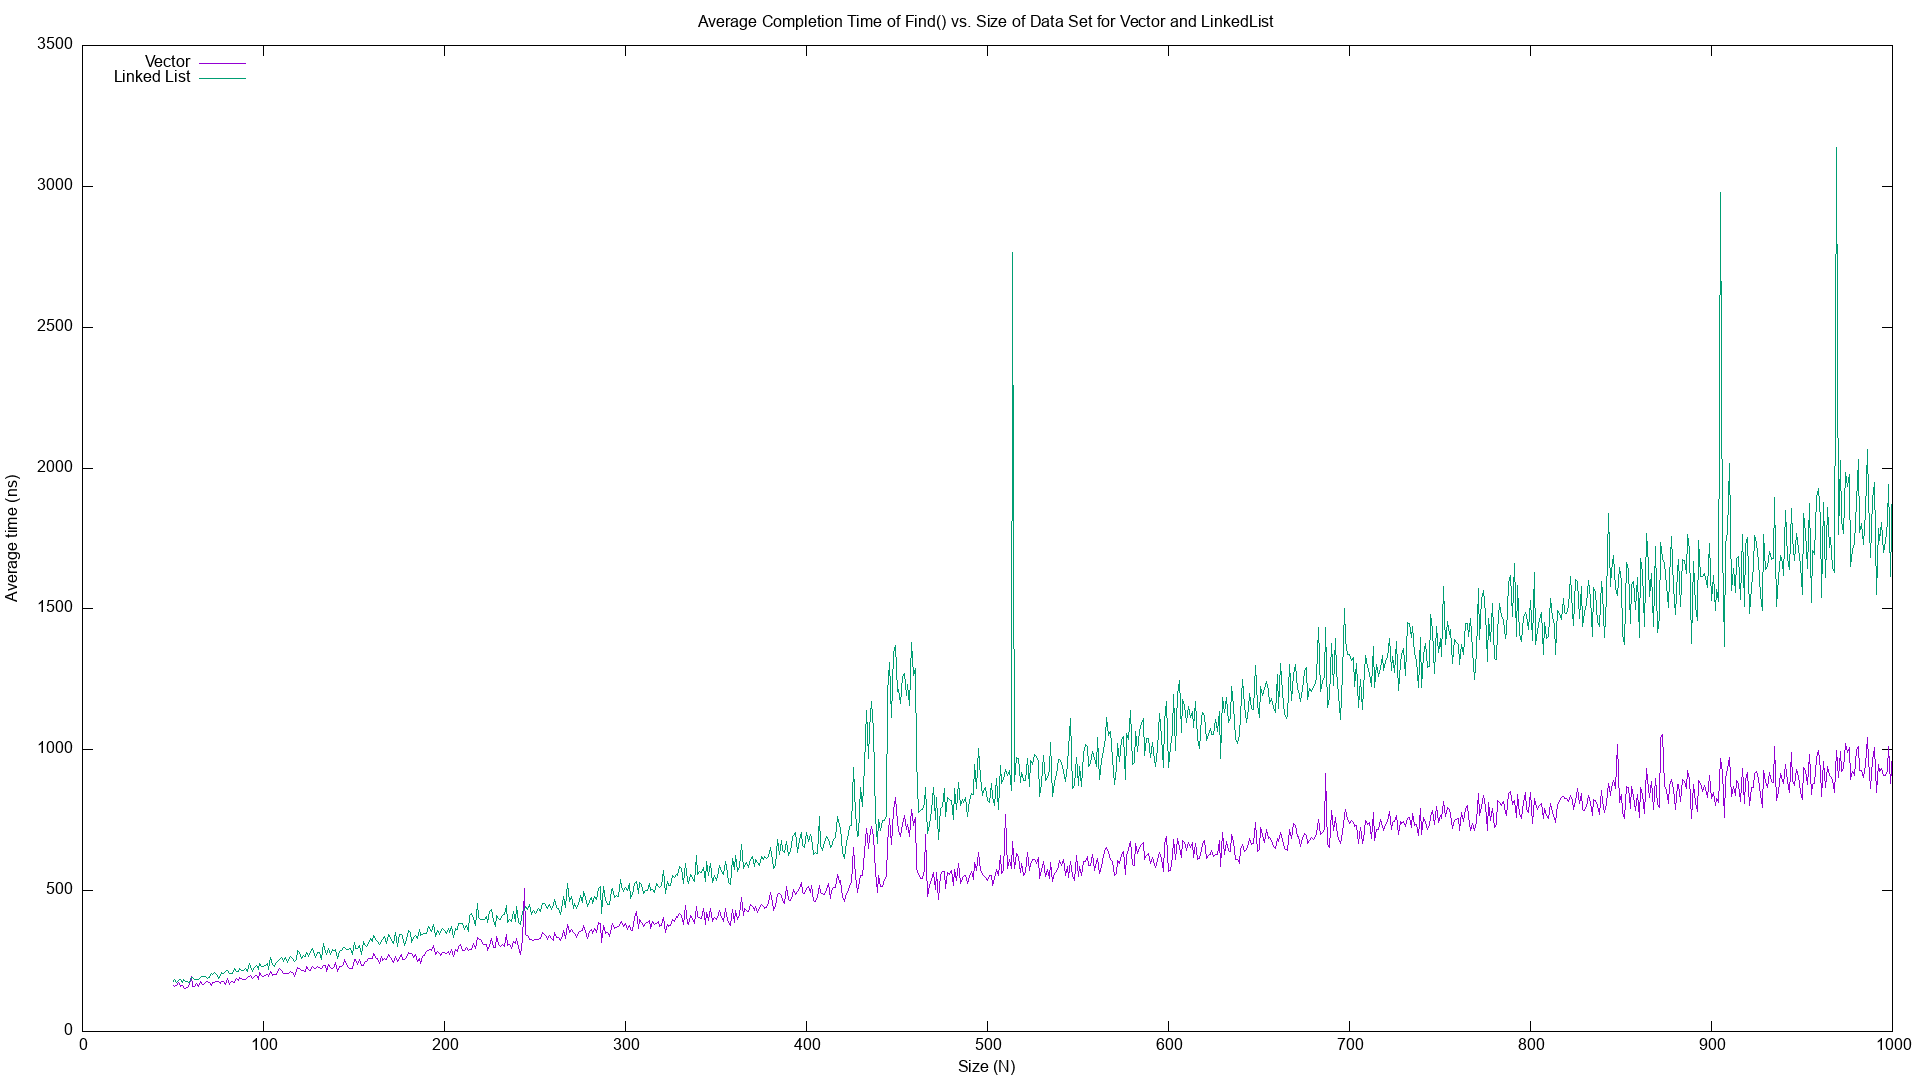 Average Completion Time of Find() vs. Size of Data Set for Vector and LinkedList
3500
Vector
Linked List
3000
2500
2000
1500
1000
500
0
Average time (ns)
0 100 200 300 400 500 600 700 800 900 1000
Size (N)